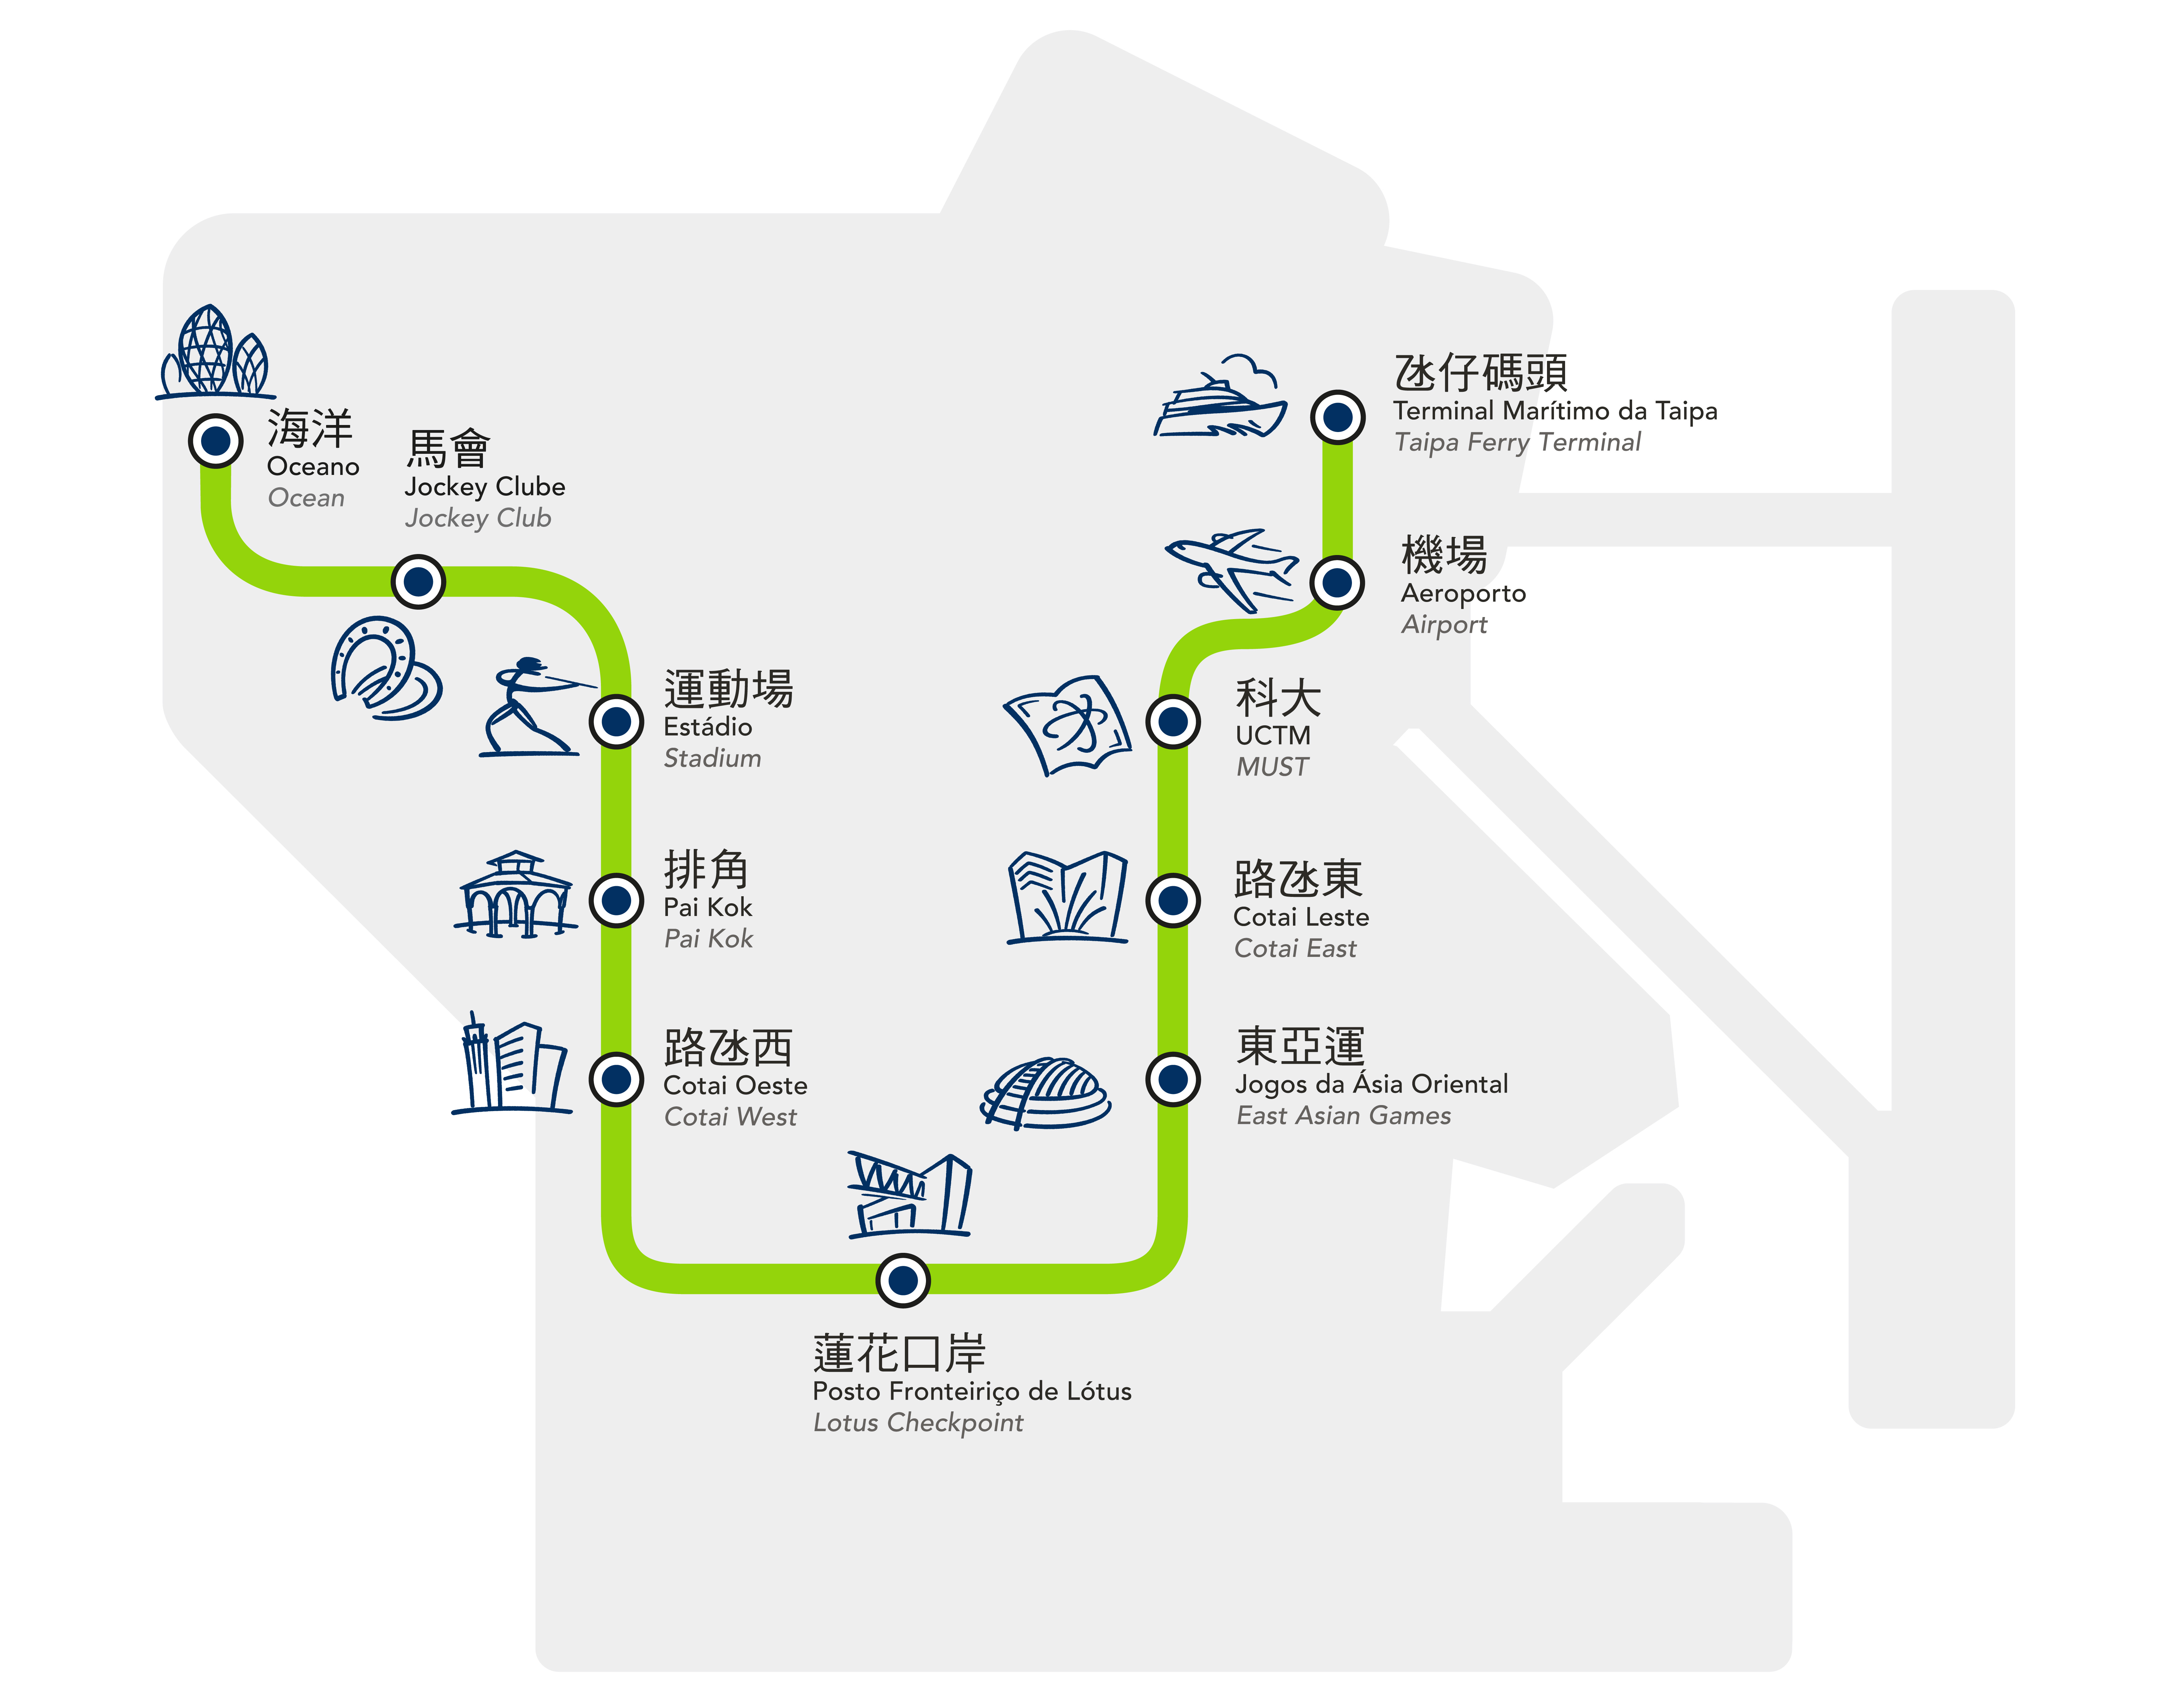 海洋
Oceano
Ocean
馬會
Jockey Clube
Jockey Club
運動場
Estádio
Stadium
排角
Pai Kok
Pai Kok
路氹西
Cotai Oeste
Cotai West
蓮花口岸
Posto Fronteiriço de Lótus
Lotus Checkpoint
東亞運
Jogos da Ásia Oriental
East Asian Games
路氹東
Cotai Leste
Cotai East
科大
UCTM
MUST
機場
Aeroporto
Airport
氹仔碼頭
Terminal Marítimo da Taipa
Taipa Ferry Terminal